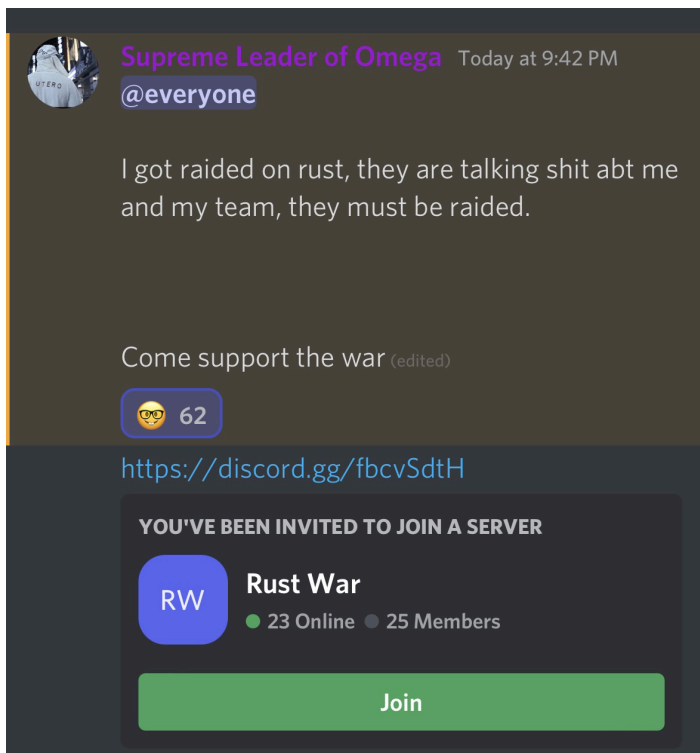 Supreme Leader of Omega Today at 9:42 PM
@everyone
I got raided on rust, they are talking shit abt me
and my team, they must be raided.
Come support the war (edited)
62
https://discord.gg/fbcvSdtH
YOU'VE BEEN INVITED TO JOIN A SERVER
RW
Rust War
23 Online 25 Members
Join
UTERO